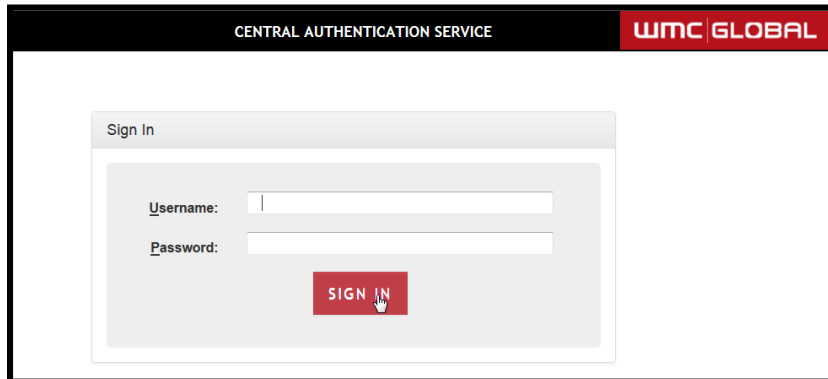 CENTRAL AUTHENTICATION SERVICE
WMC GLOBAL
Sign In
Username:
Password:
SIGN IN